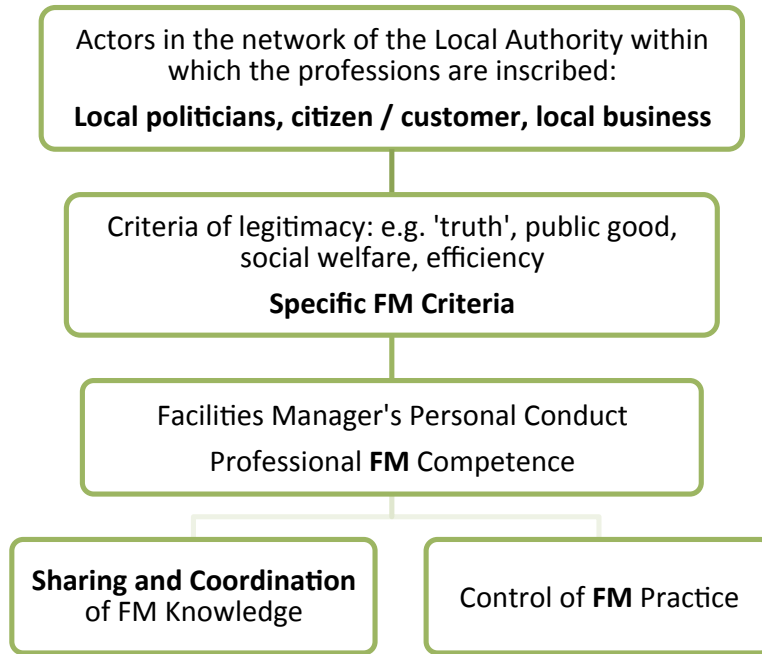 Actors in the network of the Local Authority within
which the professions are inscribed:
Local politicians, citizen / customer, local business
Criteria of legitimacy: e.g. 'truth', public good,
social welfare, efficiency
Specific FM Criteria
Facilities Manager's Personal Conduct
Professional FM Competence
Sharing and Coordination
of FM Knowledge
Control of FM Practice